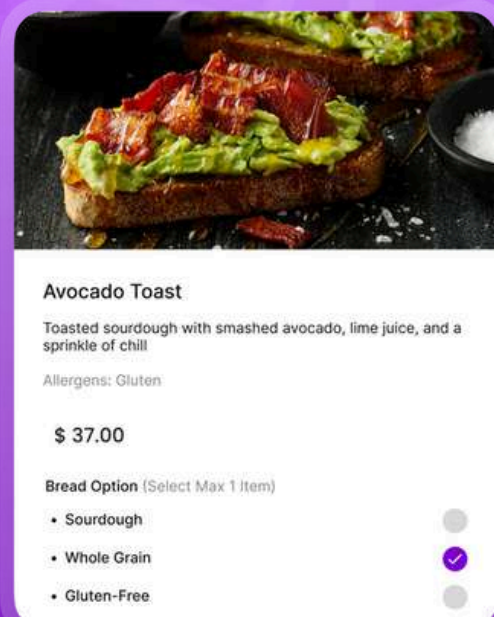 Avocado Toast
Toasted sourdough with smashed avocado, lime juice, and a
sprinkle of chill
Allergens: Gluten
$ 37.00
Bread Option (Select Max 1 Item)
• Sourdough
• Whole Grain
• Gluten-Free